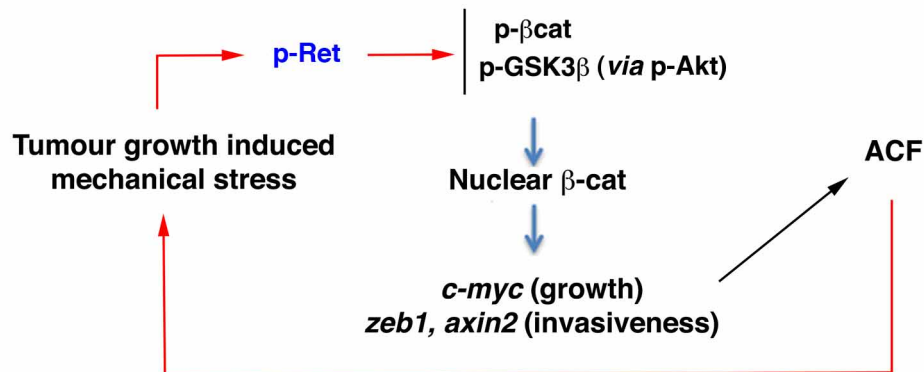 p-Ret
p-βcat
p-GSK3β (via p-Akt)
Tumour growth induced
mechanical stress
Nuclear β-cat
ACF
c-myc (growth)
zeb1, axin2 (invasiveness)